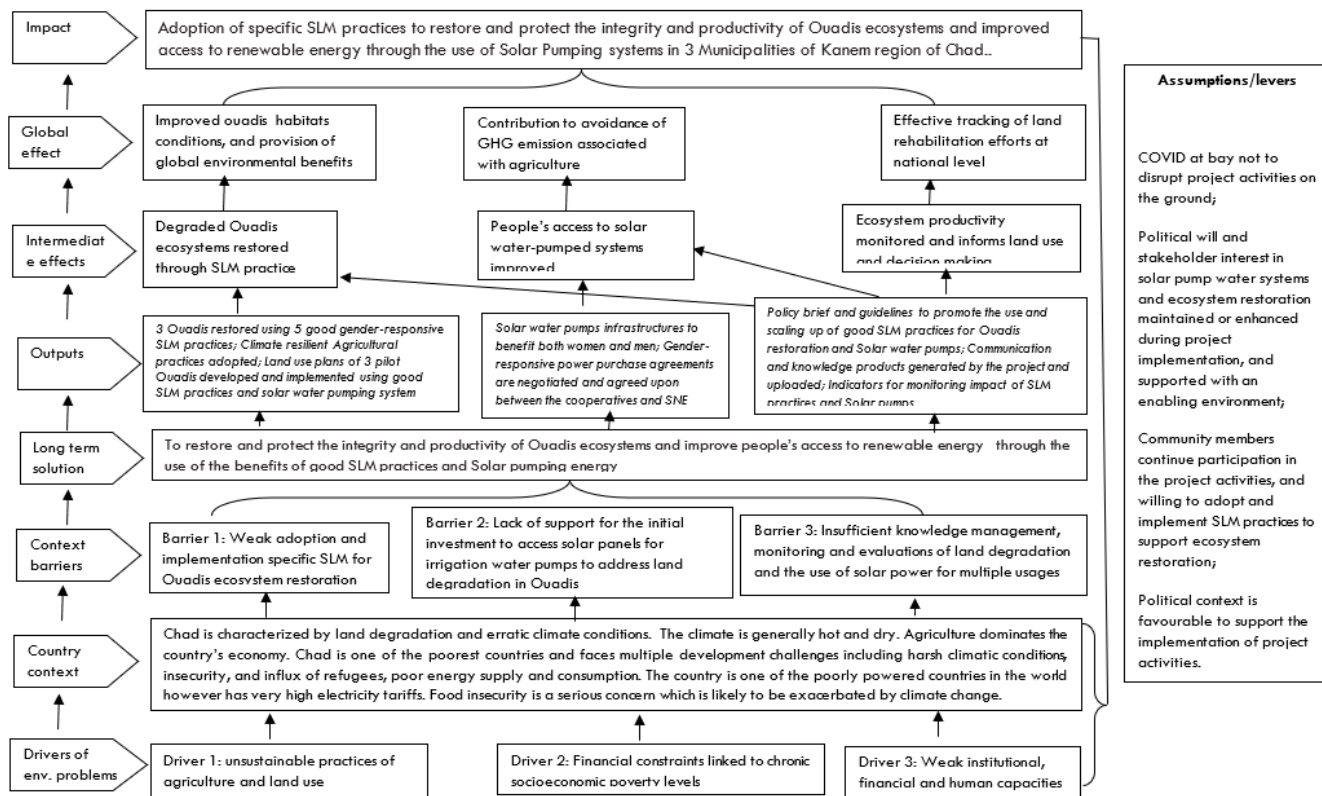 Impact
Adoption of specific SLM practices to restore and protect the integrity and productivity of Ouadis ecosystems and improved
access to renewable energy through the use of Solar Pumping systems in 3 Municipalities of Kanem region of Chad..
Global
effect
Improved ouadis habitats
conditions, and provision of
global environmental benefits
Contribution to avoidance of
GHG emission associated
with agriculture
Effective tracking of land
rehabilitation efforts at
national level
Intermediat
e effects
Degraded Ouadis
ecosystems restored
through SLM practice
People's access to solar
water-pumped systems
improved
Ecosystem productivity
monitored and informs land use
and decision making
Outputs
3 Ouadis restored using 5 good gender-responsive
SLM practices; Climate resilient Agricultural
practices adopted; Land use plans of 3 pilot
Ouadis developed and implemented using good
SLM practices and solar water pumping system
Solar water pumps infrastructures to
benefit both women and men; Gender-
responsive power purchase agreements
are negotiated and agreed upon
between the cooperatives and SNE
Policy brief and guidelines to promote the use and
scaling up of good SLM practices for Ouadis
restoration and Solar water pumps; Communication
and knowledge products generated by the project and
uploaded; Indicators for monitoring impact of SLM
practices and Solar pumps
Long term
solution
To restore and protect the integrity and productivity of Ouadis ecosystems and improve people's access to renewable energy through the
use of the benefits of good SLM practices and Solar pumping energy
Context
barriers
Barrier 1: Weak adoption and
implementation specific SLM for
Ouadis ecosystem restoration
Barrier 2: Lack of support for the initial
investment to access solar panels for
irrigation water pumps to address land
degradation in Ouadis
Barrier 3: Insufficient knowledge management,
monitoring and evaluations of land degradation
and the use of solar power for multiple usages
Country
context
Chad is characterized by land degradation and erratic climate conditions. The climate is generally hot and dry. Agriculture dominates the
country's economy. Chad is one of the poorest countries and faces multiple development challenges including harsh climatic conditions,
insecurity, and influx of refugees, poor energy supply and consumption. The country is one of the poorly powered countries in the world
however has very high electricity tariffs. Food insecurity is a serious concern which is likely to be exacerbated by climate change.
Drivers of
env. problems
Driver 1: unsustainable practices of
agriculture and land use
Driver 2: Financial constraints linked to chronic
socioeconomic poverty levels
Driver 3: Weak institutional,
financial and human capacities
Assumptions/levers
COVID at bay not to
disrupt project activities on
the ground;
Political will and
stakeholder interest in
solar pump water systems
and ecosystem restoration
maintained or enhanced
during project
implementation, and
supported with an
enabling environment;
Community members
continue participation in
the project activities, and
willing to adopt and
implement SLM practices to
support ecosystem
restoration;
Political context is
favourable to support the
implementation of project
activities.